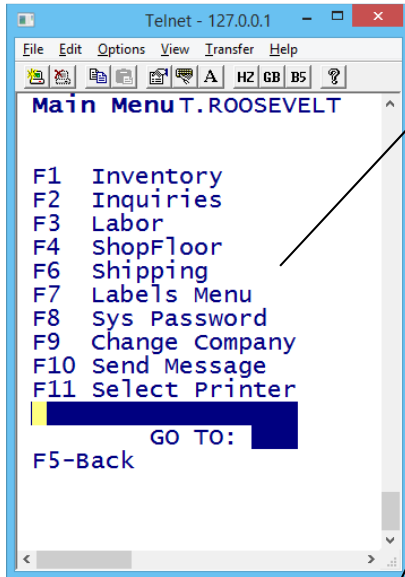 Telnet - 127.0.0.1
File Edit Options View Transfer Help
A HZ GB B5 ?
Main Menu T.ROOSEVELT
F1 Inventory
F2 Inquiries
F3 Labor
F4 ShopFloor
F6 Shipping
F7 Labels Menu
F8 Sys Password
F9 Change Company
F10 Send Message
F11 Select Printer
GO TO:
F5-Back